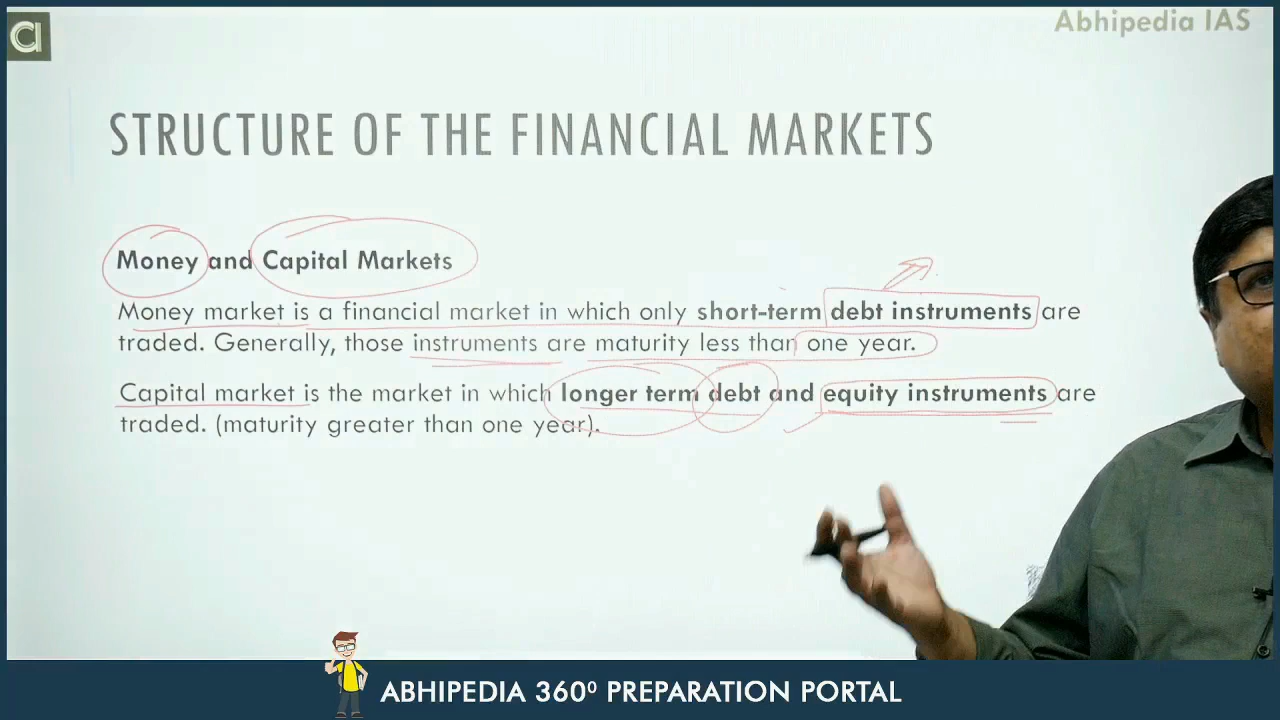 Abhipedia IAS
STRUCTURE OF THE FINANCIAL MARKETS
Money and Capital Markets
Money market is a financial market in which only short-term debt instruments are
traded. Generally, those instruments are maturity less than one year.
Capital market is the market in which longer term debt and equity instruments are
traded. (maturity greater than one year).
ABHIPEDIA 360⁰ PREPARATION PORTAL